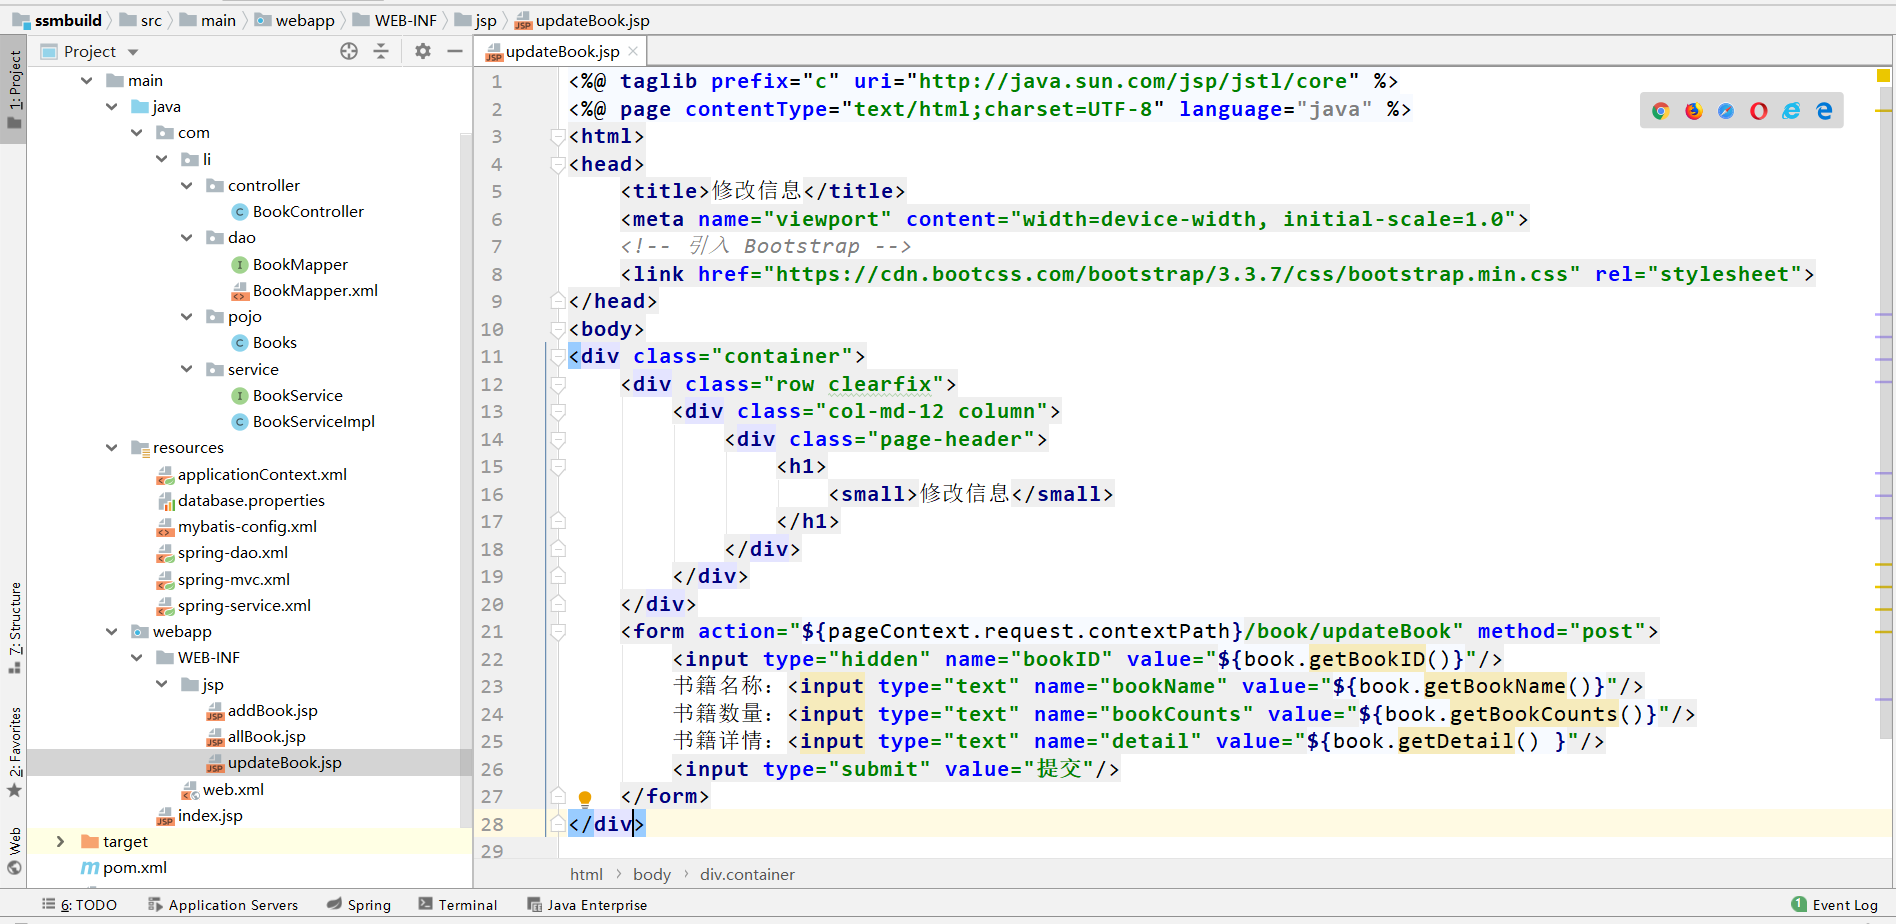 ssmbuild src main webapp WEB-INF jsp updateBook.jsp
1: Project
7: Structure
2: Favorites
Web
Project
main
java
com
li
controller
BookController
dao
BookMapper
BookMapper.xml
pojo
Books
service
BookService
BookServiceImpl
resources
applicationContext.xml
database.properties
mybatis-config.xml
spring-dao.xml
spring-mvc.xml
spring-service.xml
webapp
WEB-INF
jsp
addBook.jsp
allBook.jsp
updateBook.jsp
web.xml
index.jsp
target
pom.xml
updateBook.jsp
1 <%@ taglib prefix="c" uri="http://java.sun.com/jsp/jstl/core" %>
2 <%@ page contentType="text/html;charset=UTF-8" language="java" %>
3 <html>
4 <head>
5 <title>修改信息</title>
6 <meta name="viewport" content="width=device-width, initial-scale=1.0">
7 <!-- 引入 Bootstrap -->
8 <link href="https://cdn.bootcss.com/bootstrap/3.3.7/css/bootstrap.min.css" rel="stylesheet">
9 </head>
10 <body>
11 <div class="container">
12 <div class="row clearfix">
13 <div class="col-md-12 column">
14 <div class="page-header">
15 <h1>
16 <small>修改信息</small>
17 </h1>
18 </div>
19 </div>
20 </div>
21 <form action="${pageContext.request.contextPath}/book/updateBook" method="post">
22 <input type="hidden" name="bookID" value="${book.getBookID()}"/>
23 书籍名称：<input type="text" name="bookName" value="${book.getBookName()}"/>
24 书籍数量：<input type="text" name="bookCounts" value="${book.getBookCounts()}"/>
25 书籍详情：<input type="text" name="detail" value="${book.getDetail() }"/>
26 <input type="submit" value="提交"/>
27 </form>
28 </div>
29
html body div.container
6: TODO Application Servers Spring Terminal Java Enterprise 1 Event Log